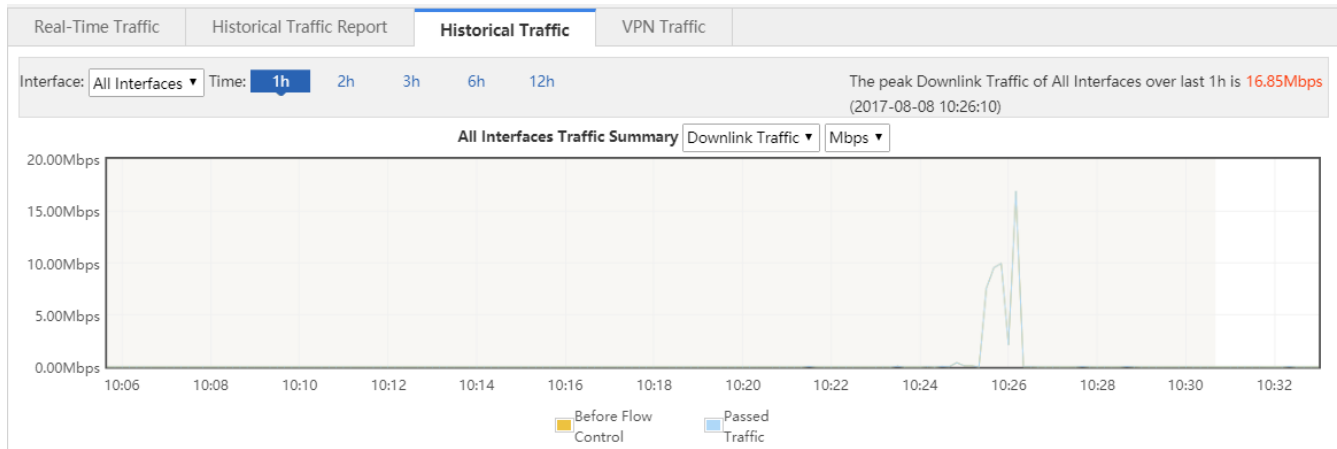 Real-Time Traffic Historical Traffic Report Historical Traffic VPN Traffic
Interface: All Interfaces Time: 1h 2h 3h 6h 12h The peak Downlink Traffic of All Interfaces over last 1h is 16.85Mbps
(2017-08-08 10:26:10)
All Interfaces Traffic Summary Downlink Traffic Mbps
20.00Mbps
15.00Mbps
10.00Mbps
5.00Mbps
0.00Mbps
10:06 10:08 10:10 10:12 10:14 10:16 10:18 10:20 10:22 10:24 10:26 10:28 10:30 10:32
Before Flow Passed
Control Traffic